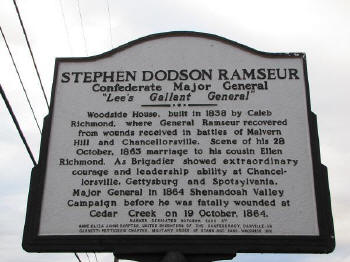 STEPHEN DODSON RAMSEUR
Confederate Major General
"Lee's Gallant General"
Woodside House, built in 1838 by Caleb
Richmond, where General Ramseur recovered
from wounds received in battles of Malvern
Hill and Chancellorsville. Scene of his 28
October, 1863 marriage to his cousin Ellen
Richmond. As Brigadier showed extraordinary
courage and leadership ability at Chancel-
lorsville, Gettysburg and Spotsylvania.
Major General in 1864 Shenandoah Valley
Campaign before he was fatally wounded at
Cedar Creek on 19 October, 1864.